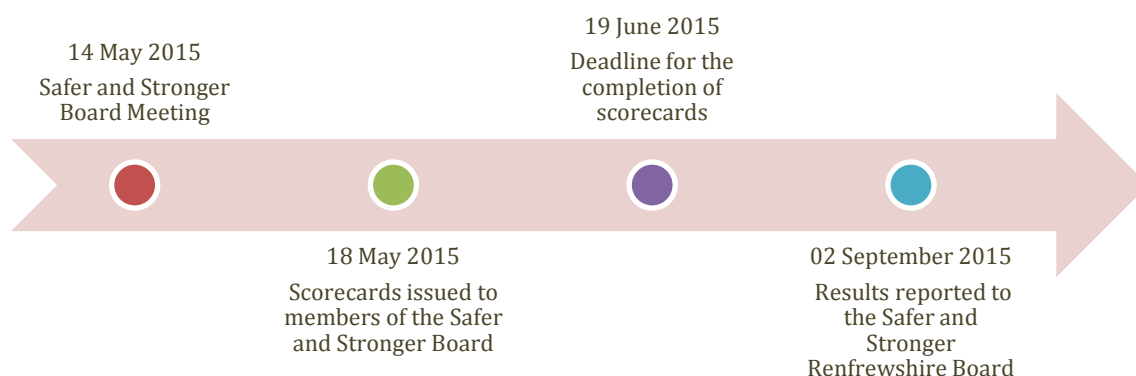 14 May 2015
Safer and Stronger
Board Meeting
18 May 2015
Scorecards issued to
members of the Safer
and Stronger Board
19 June 2015
Deadline for the
completion of
scorecards
02 September 2015
Results reported to
the Safer and
Stronger
Renfrewshire Board